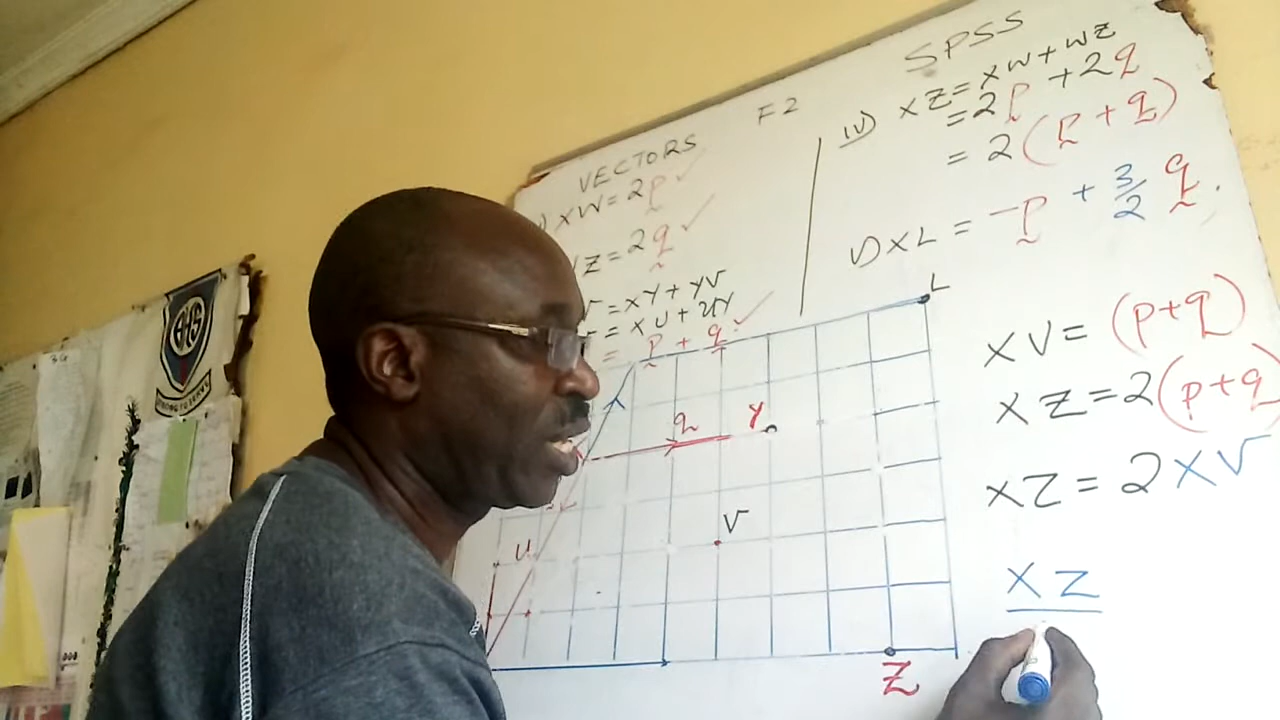 SPSS
F2
VECTORS
XW = 2p ✓
Z = 2q ✓
= XY + YV
= XU + UY
= p + q ✓
iv) XZ = XW + WZ
= 2p + 2q
= 2(p + q)
v) XL = -p + 3/2 q.
L
q
Y
V
U
Z
XV = (p+q)
XZ = 2(p+q)
XZ = 2XV
XZ